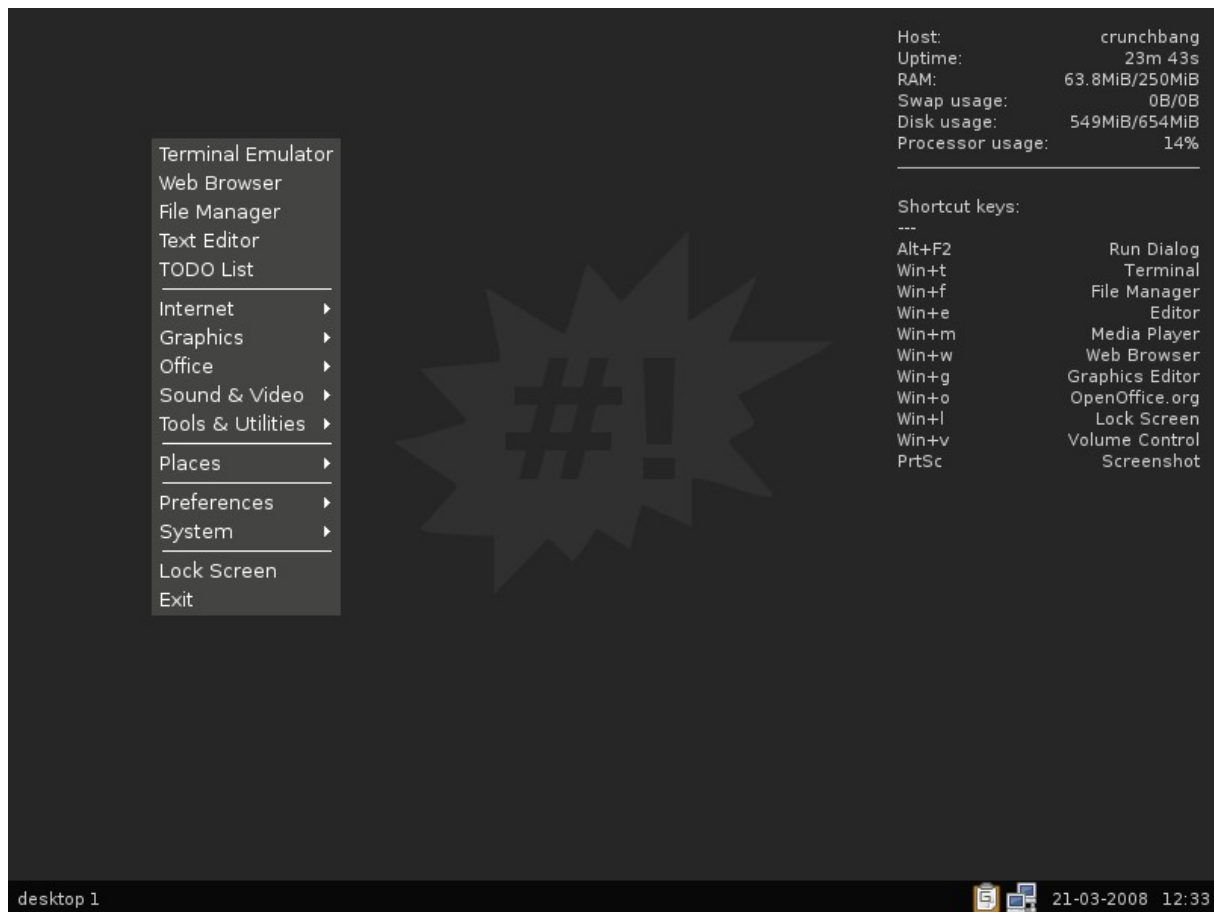 Host: crunchbang
Uptime: 23m 43s
RAM: 63.8MiB/250MiB
Swap usage: 0B/0B
Disk usage: 549MiB/654MiB
Processor usage: 14%
Shortcut keys:
---
Alt+F2 Run Dialog
Win+t Terminal
Win+f File Manager
Win+e Editor
Win+m Media Player
Win+w Web Browser
Win+g Graphics Editor
Win+o OpenOffice.org
Win+l Lock Screen
Win+v Volume Control
PrtSc Screenshot
Terminal Emulator
Web Browser
File Manager
Text Editor
TODO List
Internet
Graphics
Office
Sound & Video
Tools & Utilities
Places
Preferences
System
Lock Screen
Exit
#!
desktop 1
21-03-2008 12:33